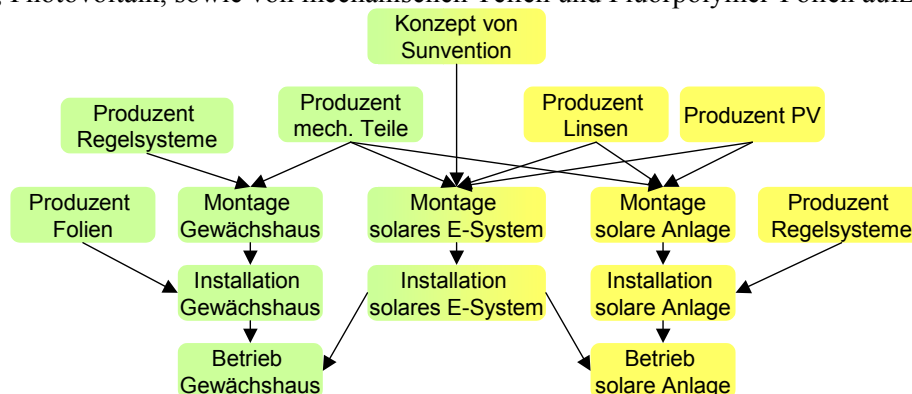 Photovoltaik, sowie von mechanischen Teilen und Fluorpolymer Folien
Konzept von
Sunvention
Produzent
Regelsysteme
Produzent
mech. Teile
Produzent
Linsen
Produzent PV
Produzent
Folien
Montage
Gewächshaus
Montage
solares E-System
Montage
solare Anlage
Produzent
Regelsysteme
Installation
Gewächshaus
Installation
solares E-System
Installation
solare Anlage
Betrieb
Gewächshaus
Betrieb
solare Anlage